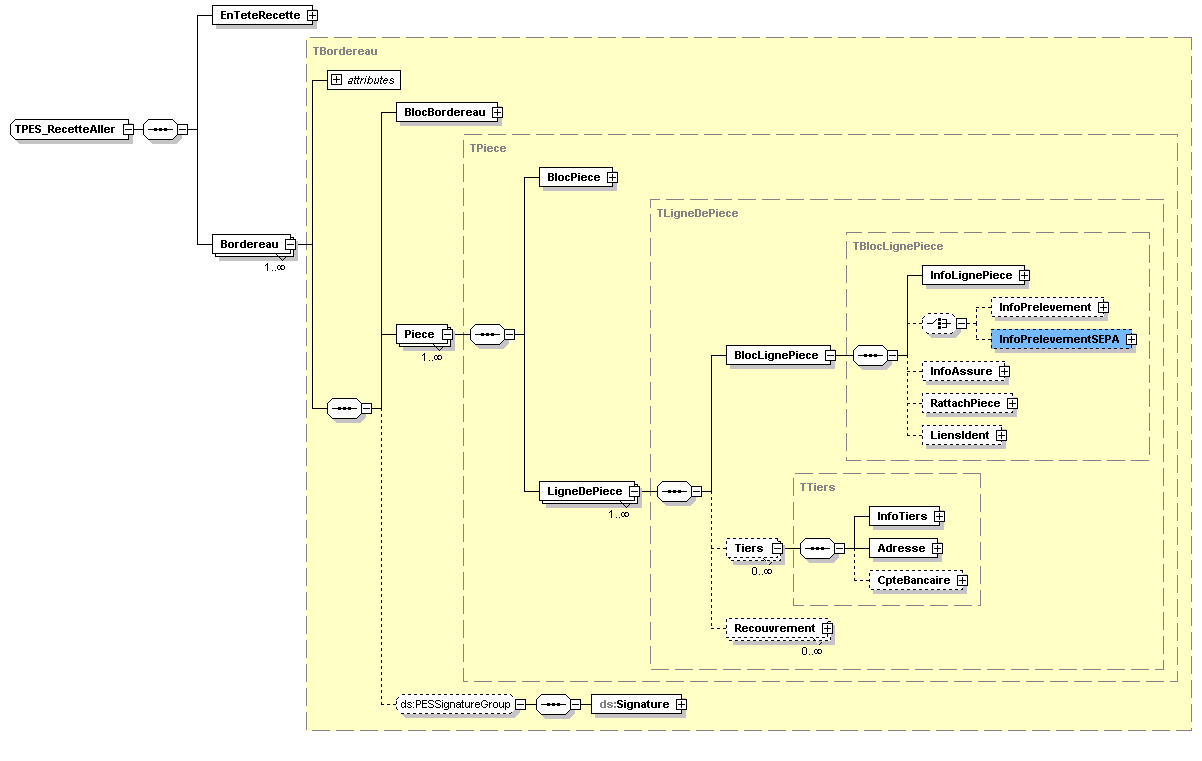 EnTeteRecette
TBordereau
attributes
BlocBordereau
TPES_RecetteAller
TPiece
BlocPiece
TLigneDePiece
Bordereau
1..∞
TBlocLignePiece
InfoLignePiece
InfoPrelevement
InfoPrelevementSEPA
Piece
1..∞
BlocLignePiece
InfoAssure
RattachPiece
LiensIdent
LigneDePiece
1..∞
TTiers
InfoTiers
Tiers
0..∞
Adresse
CpteBancaire
Recouvrement
0..∞
ds:PESSignatureGroup
ds:Signature